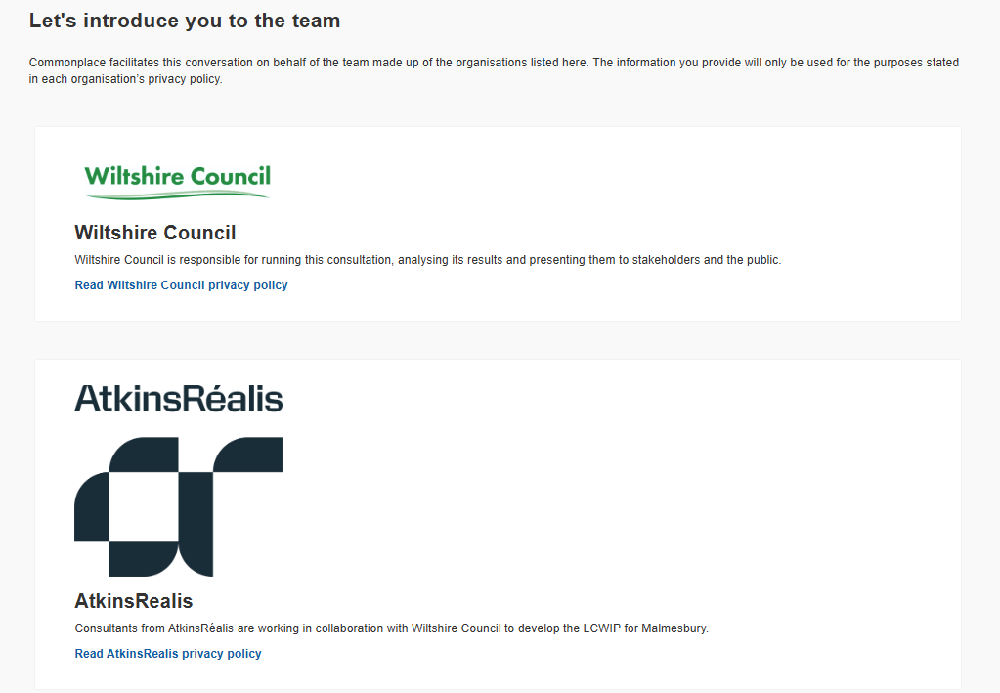 Let's introduce you to the team
Commonplace facilitates this conversation on behalf of the team made up of the organisations listed here. The information you provide will only be used for the purposes stated
in each organisation’s privacy policy.
Wiltshire Council
Wiltshire Council
Wiltshire Council is responsible for running this consultation, analysing its results and presenting them to stakeholders and the public.
Read Wiltshire Council privacy policy
AtkinsRéalis
AtkinsRealis
Consultants from AtkinsRéalis are working in collaboration with Wiltshire Council to develop the LCWIP for Malmesbury.
Read AtkinsRealis privacy policy